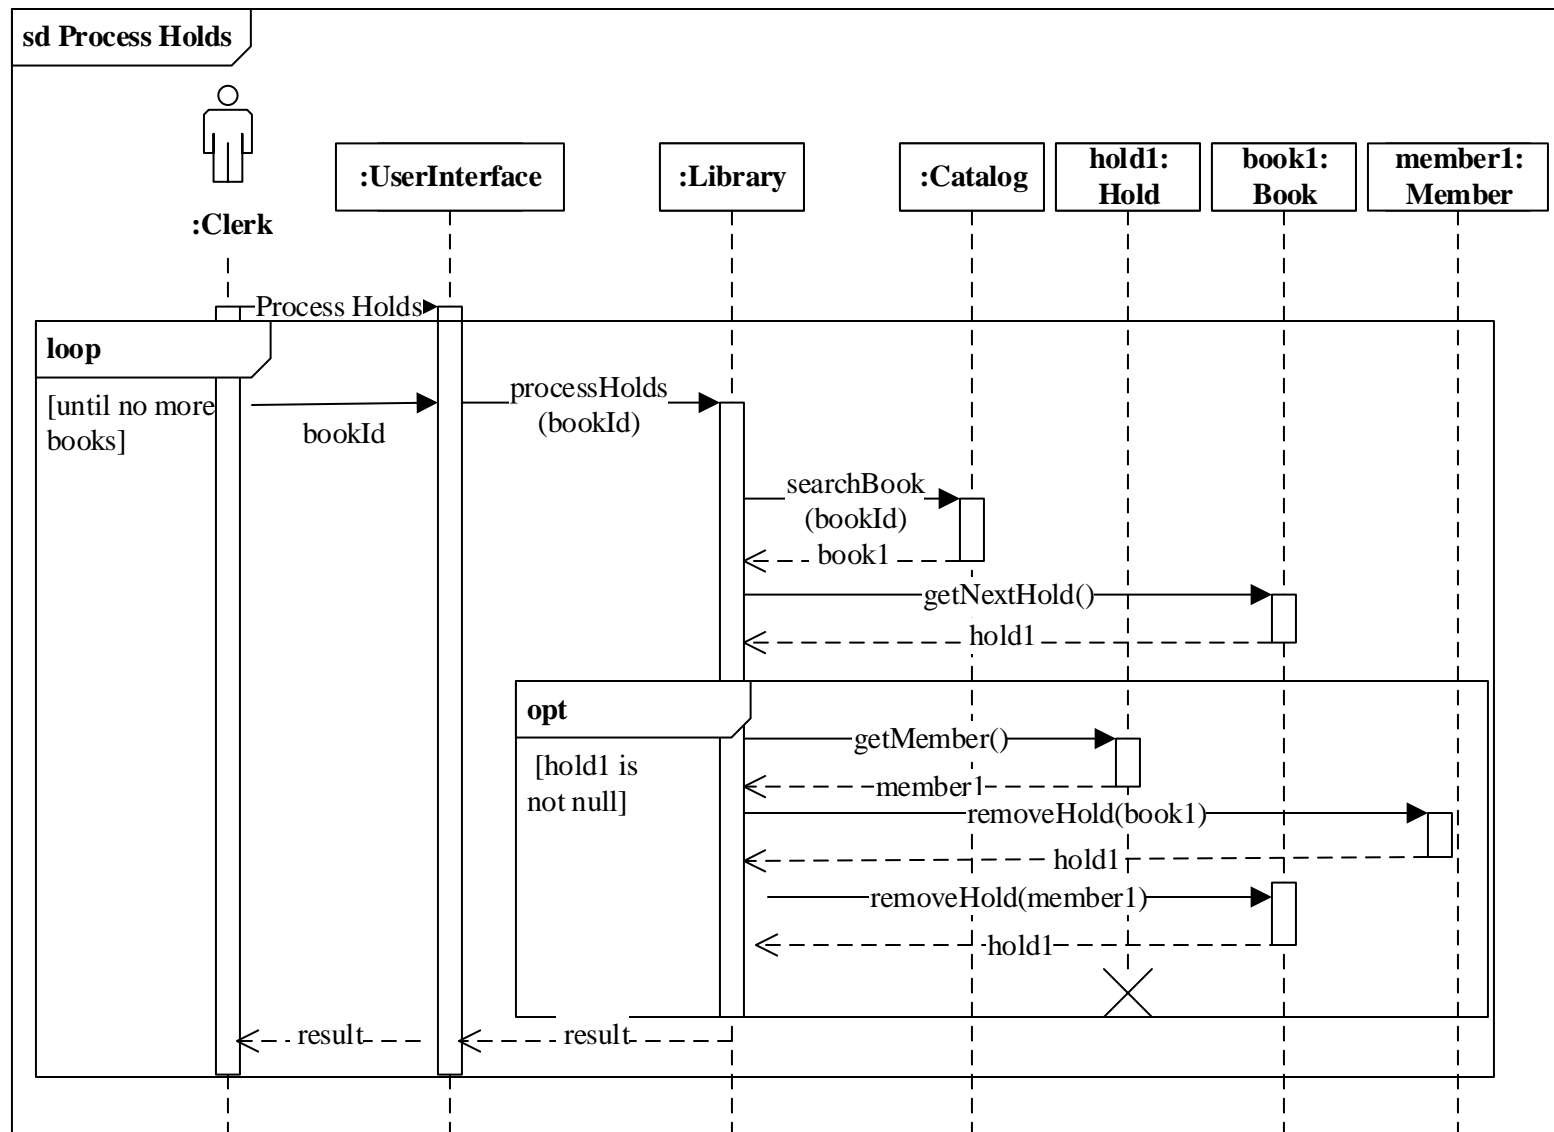 sd Process Holds
:Clerk
:UserInterface
:Library
:Catalog
hold1:
Hold
book1:
Book
member1:
Member
Process Holds
loop
[until no more
books]
bookId
processHolds
(bookId)
searchBook
(bookId)
book1
getNextHold()
hold1
opt
[hold1 is
not null]
getMember()
member1
removeHold(book1)
hold1
removeHold(member1)
hold1
result
result